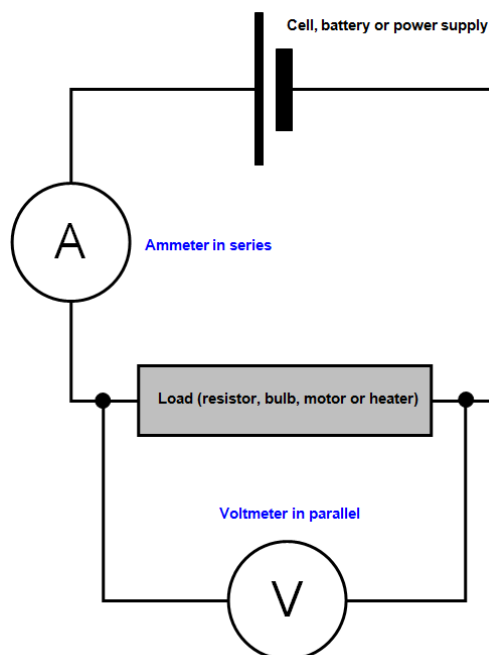 Cell, battery or power supply
A
Ammeter in series
Load (resistor, bulb, motor or heater)
Voltmeter in parallel
V